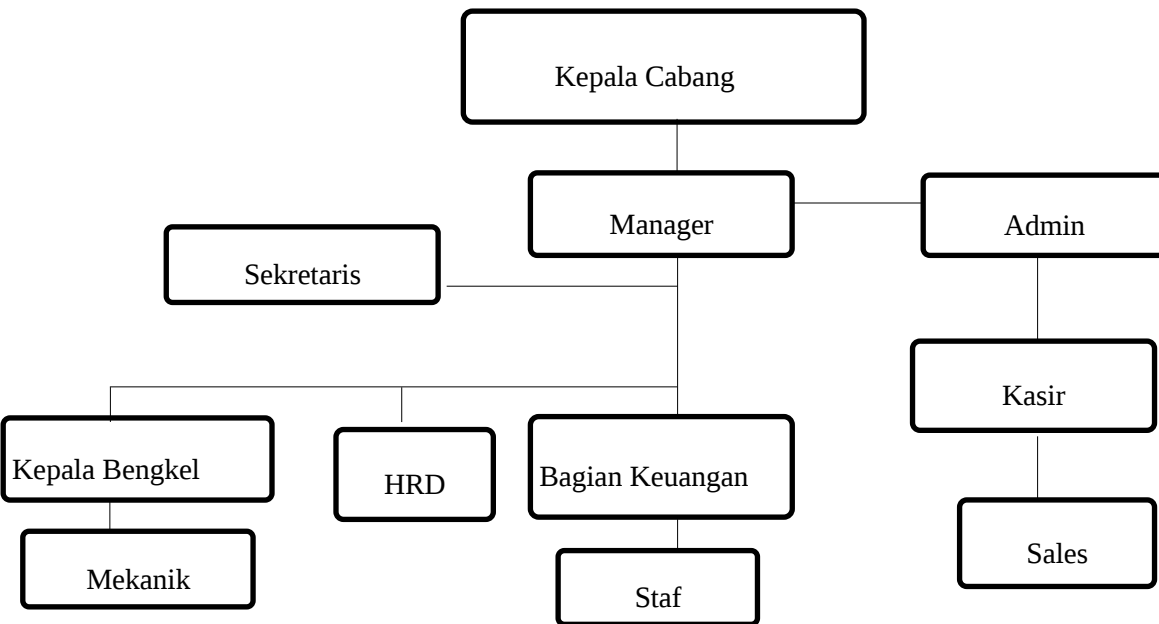 Kepala Cabang
Manager
Admin
Sekretaris
Kasir
Kepala Bengkel
HRD
Bagian Keuangan
Mekanik
Staf
Sales